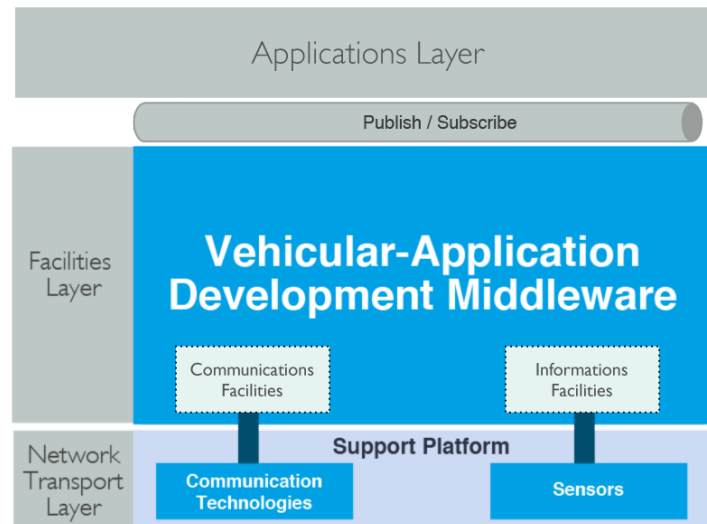 Applications Layer
Publish / Subscribe
Facilities
Layer
Vehicular-Application
Development Middleware
Communications
Facilities
Informations
Facilities
Network
Transport
Layer
Support Platform
Communication
Technologies
Sensors